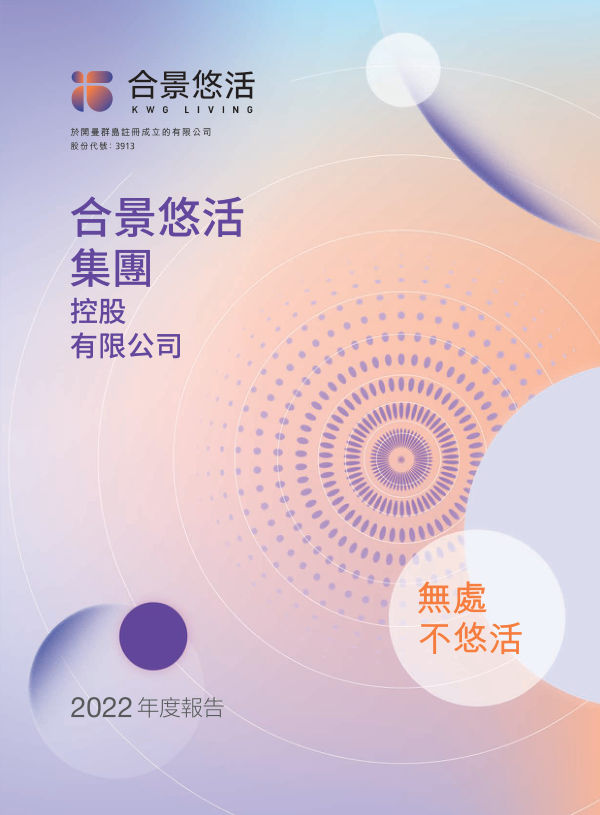 合景悠活
KWG LIVING
於開曼群島註冊成立的有限公司
股份代號：3913
合景悠活
集團
控股
有限公司
無處
不悠活
2022 年度報告